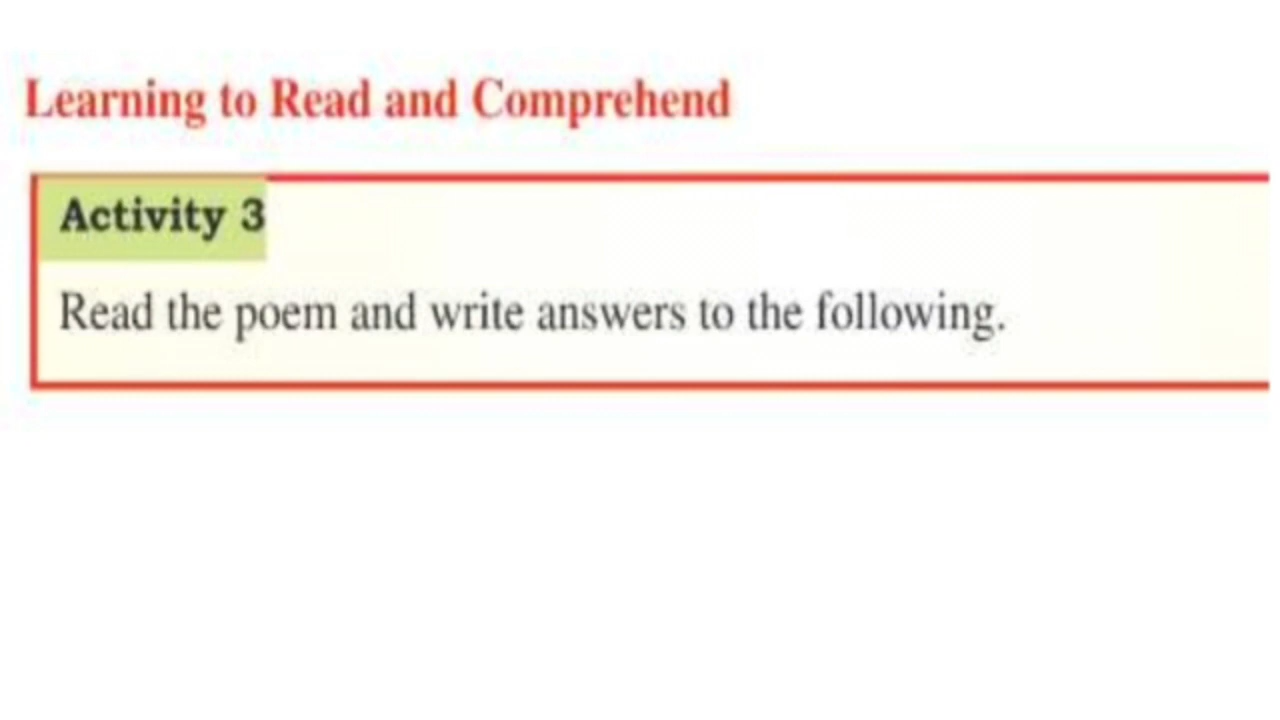 Learning to Read and Comprehend
Activity 3
Read the poem and write answers to the following.